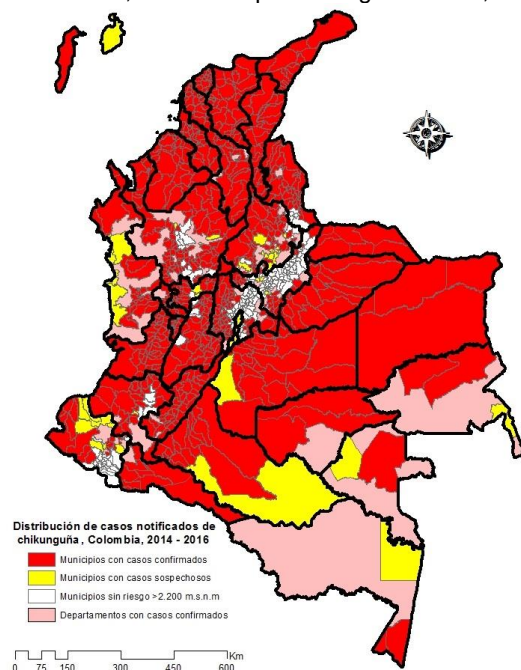 Distribución de casos notificados de
chikunguña, Colombia, 2014 - 2016
Municipios con casos confirmados
Municipios con casos sospechosos
Municipios sin riesgo >2.200 m.s.n.m
Departamentos con casos confirmados
Km
0 75 150 300 450 600